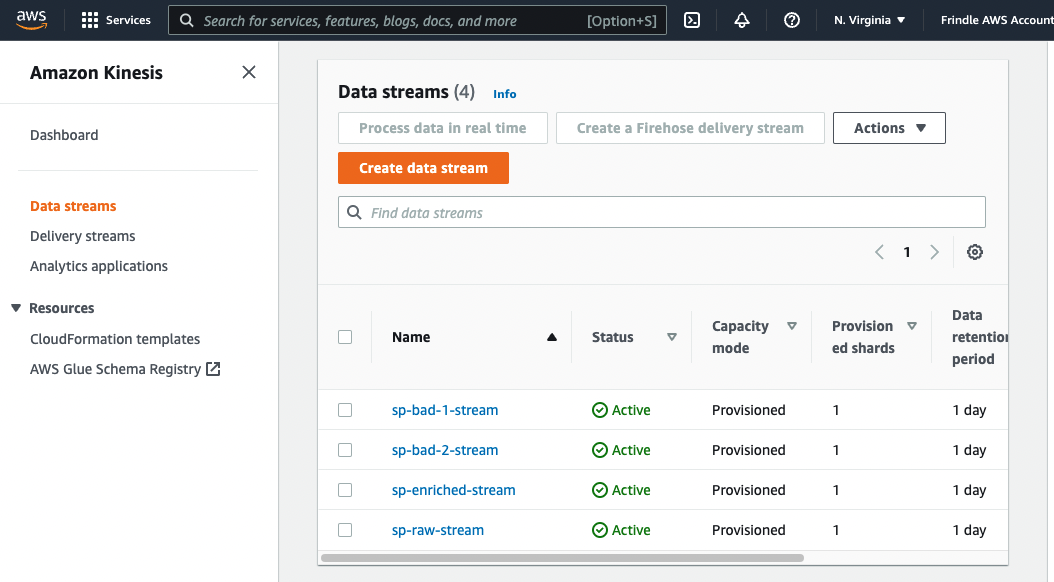 aws Services Search for services, features, blogs, docs, and more [Option+S] N. Virginia Frindle AWS Account
Amazon Kinesis
Dashboard
Data streams
Delivery streams
Analytics applications
Resources
CloudFormation templates
AWS Glue Schema Registry
Data streams (4) Info
Process data in real time Create a Firehose delivery stream Actions
Create data stream
Find data streams
1
Name Status Capacity mode Provisioned shards Data retention period
sp-bad-1-stream Active Provisioned 1 1 day
sp-bad-2-stream Active Provisioned 1 1 day
sp-enriched-stream Active Provisioned 1 1 day
sp-raw-stream Active Provisioned 1 1 day